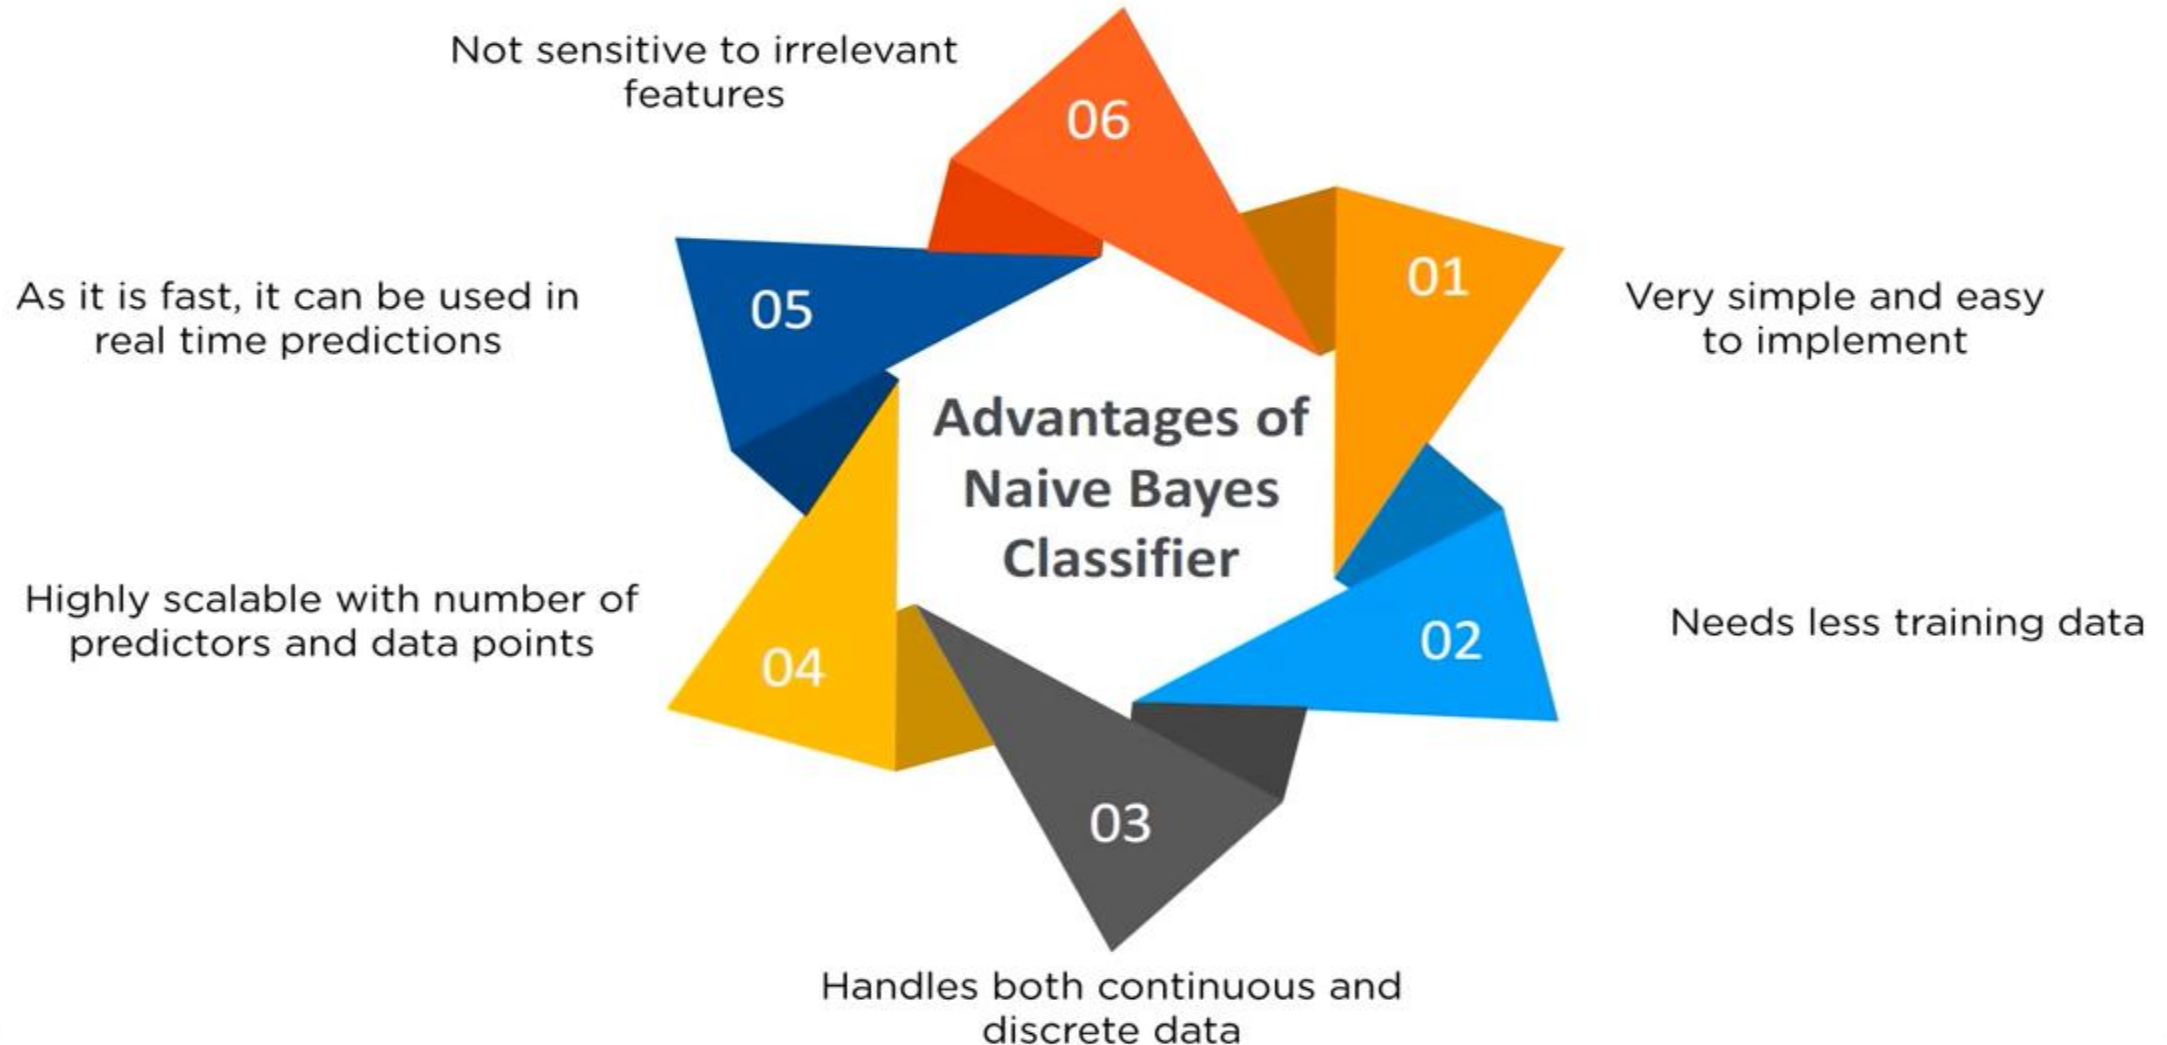 Advantages of
Naive Bayes
Classifier
01
Very simple and easy
to implement
02
Needs less training data
03
Handles both continuous and
discrete data
04
Highly scalable with number of
predictors and data points
05
As it is fast, it can be used in
real time predictions
06
Not sensitive to irrelevant
features